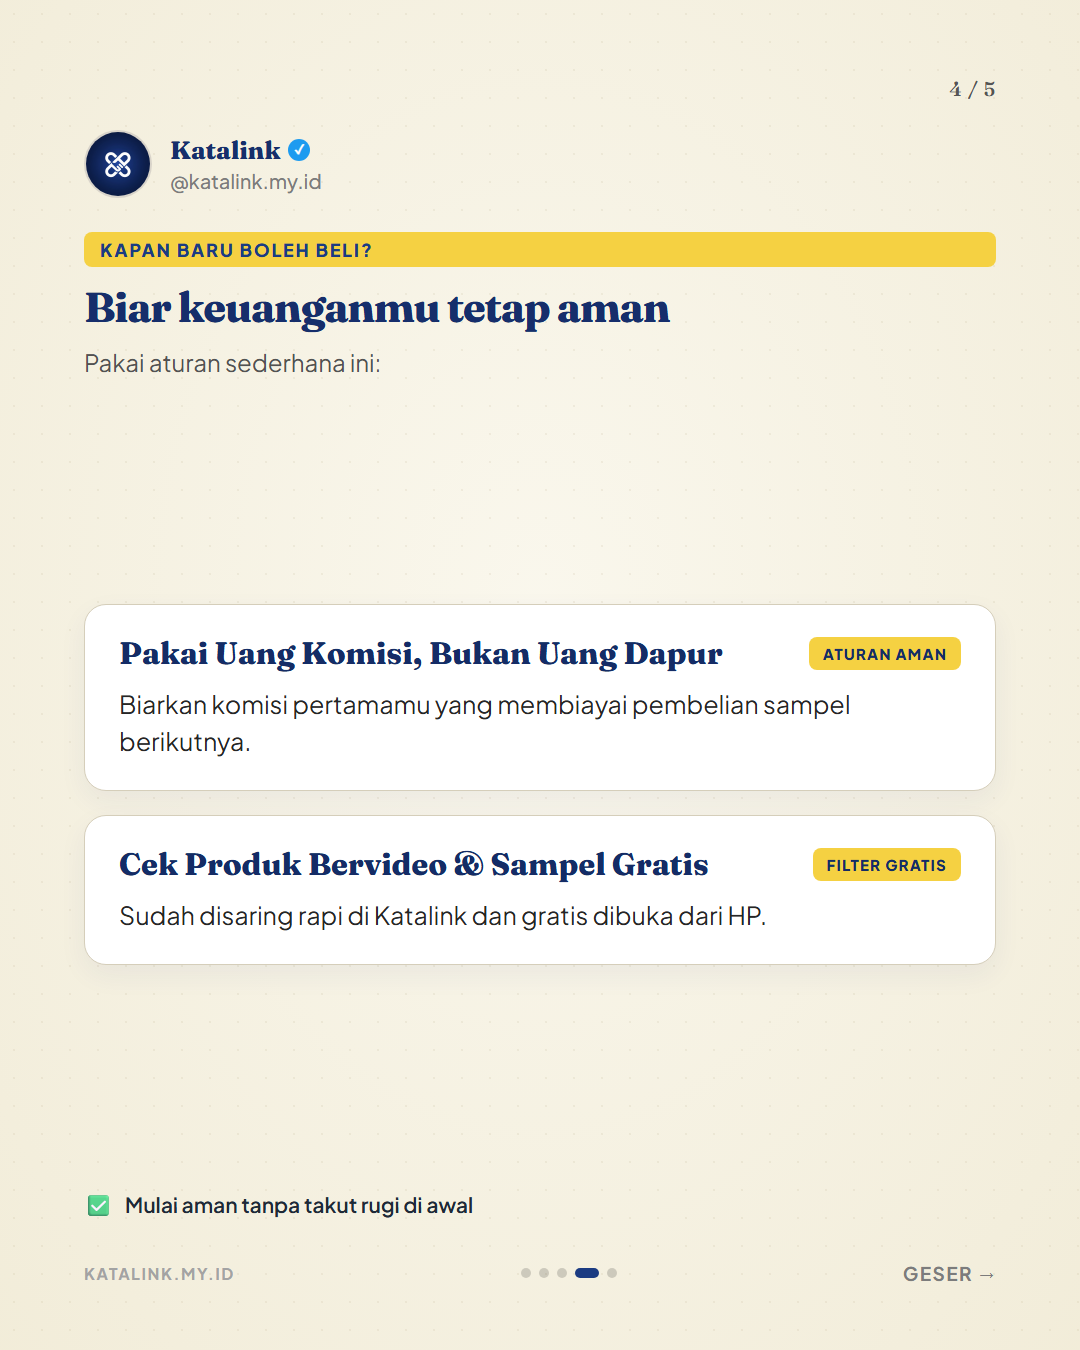 4 / 5
Katalink
@katalink.my.id
KAPAN BARU BOLEH BELI?
Biar keuanganmu tetap aman
Pakai aturan sederhana ini:
Pakai Uang Komisi, Bukan Uang Dapur
ATURAN AMAN
Biarkan komisi pertamamu yang membiayai pembelian sampel
berikutnya.
Cek Produk Bervideo & Sampel Gratis
FILTER GRATIS
Sudah disaring rapi di Katalink dan gratis dibuka dari HP.
✅ Mulai aman tanpa takut rugi di awal
KATALINK.MY.ID
GESER →